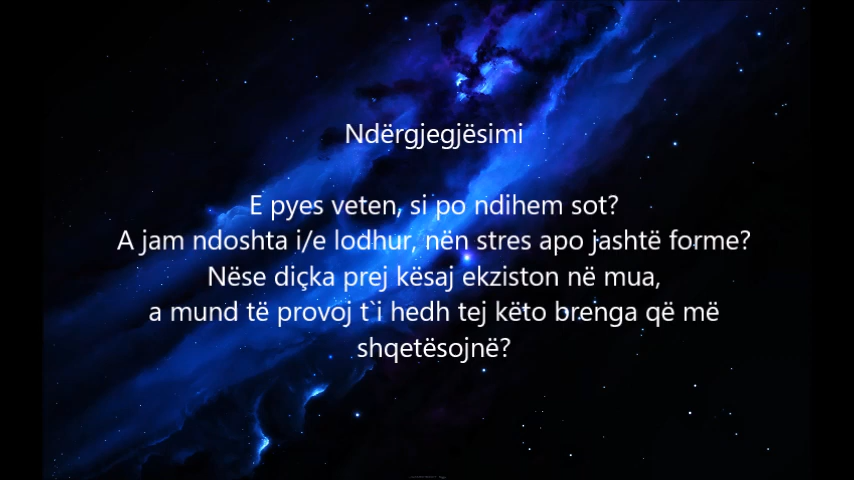 Ndërgjegjësimi
E pyes veten, si po ndihem sot?
A jam ndoshta i/e lodhur, nën stres apo jashtë forme?
Nëse diçka prej kësaj ekziston në mua,
a mund të provoj t`i hedh tej këto brenga që më
shqetësojnë?